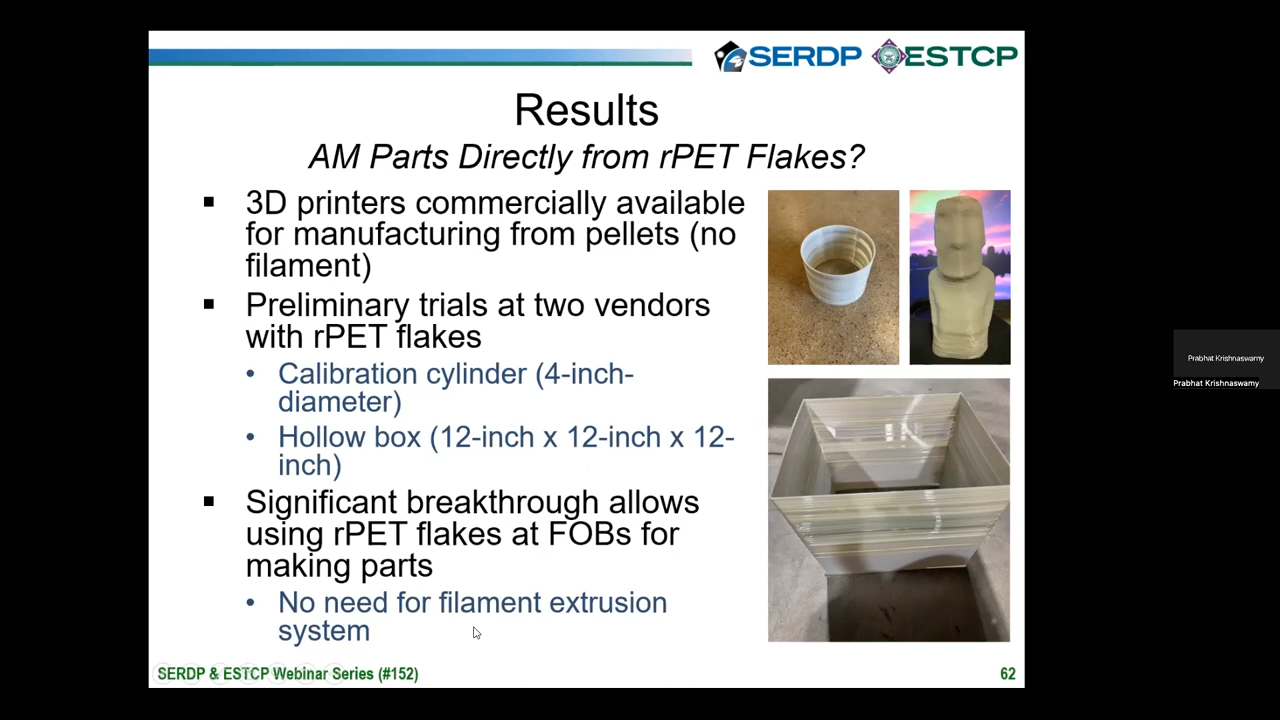 SERDP ESTCP
Results
AM Parts Directly from rPET Flakes?
▪ 3D printers commercially available
for manufacturing from pellets (no
filament)
▪ Preliminary trials at two vendors
with rPET flakes
• Calibration cylinder (4-inch-
diameter)
• Hollow box (12-inch x 12-inch x 12-
inch)
▪ Significant breakthrough allows
using rPET flakes at FOBs for
making parts
• No need for filament extrusion
system
SERDP & ESTCP Webinar Series (#152)
62
Prabhat Krishnaswamy
Prabhat Krishnaswamy